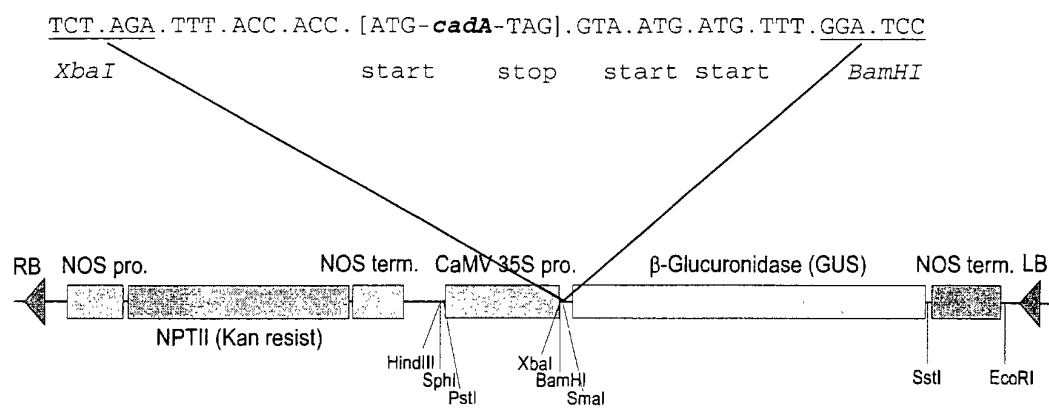 TCT.AGA.TTT.ACC.ACC.[ATG-cadA-TAG].GTA.AATG.ATG.TTT.GGA.TCC
XbaI start stop start start BamHI
RB NOS pro. NOS term. CaMV 35S pro. β-Glucuronidase (GUS) NOS term. LB
NPTII (Kan resist)
HindIII XbaI
SphI BamHI SstI EcoRI
PstI SmaI